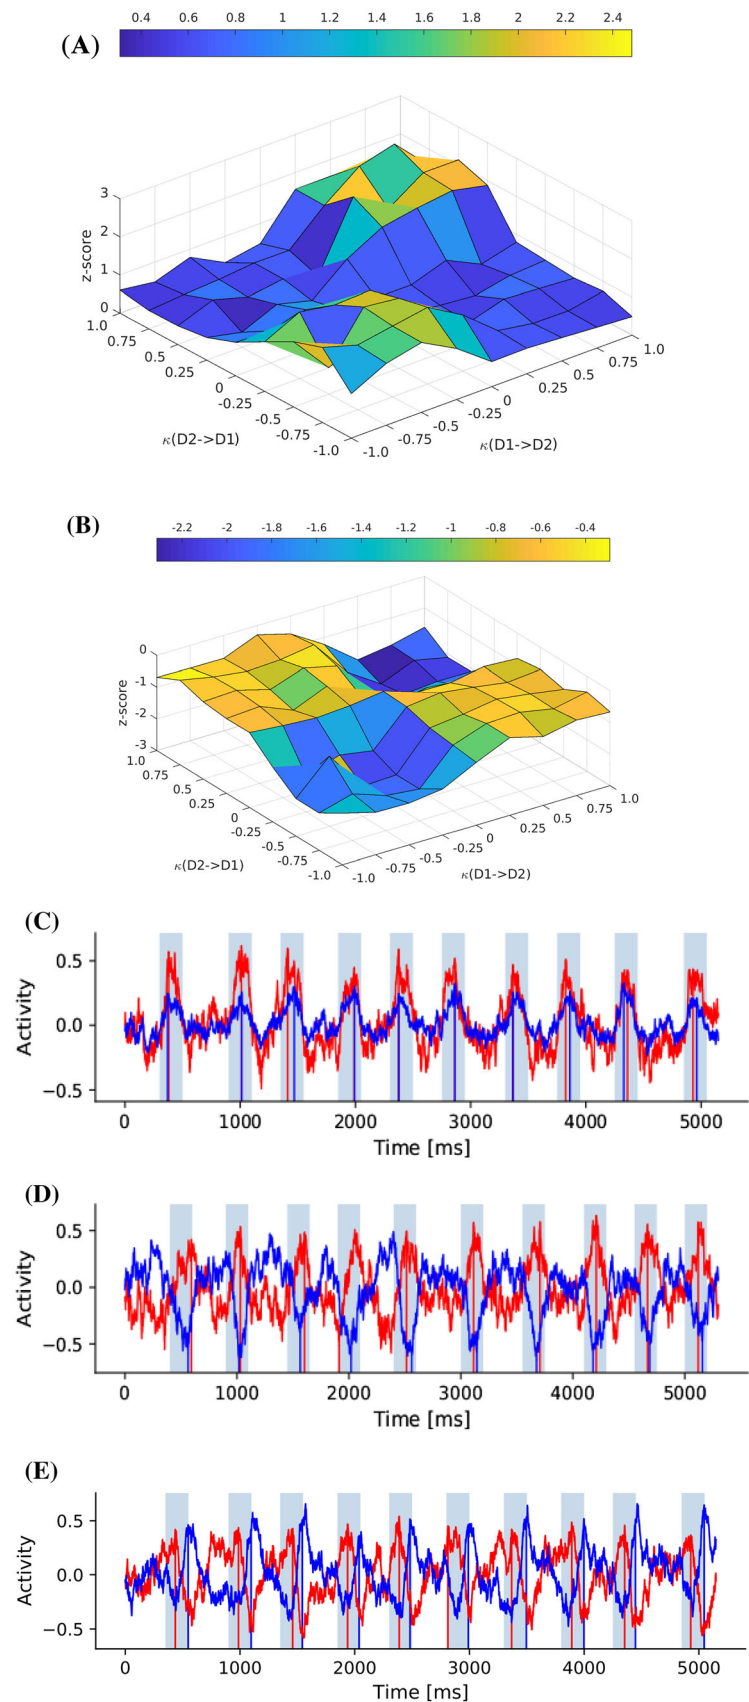 (A)
0.4 0.6 0.8 1 1.2 1.4 1.6 1.8 2 2.2 2.4
3
2
1
0
z-score
1.0
0.75
0.5
0.25
0
-0.25
-0.5
-0.75
-1.0
κ(D2->D1)
-1.0
-0.75
-0.5
-0.25
0
0.25
0.5
0.75
1.0
κ(D1->D2)
(B)
-2.2 -2 -1.8 -1.6 -1.4 -1.2 -1 -0.8 -0.6 -0.4
0
-1
-2
-3
z-score
1.0
0.75
0.5
0.25
0
-0.25
-0.5
-0.75
-1.0
κ(D2->D1)
-1.0
-0.75
-0.5
-0.25
0
0.25
0.5
0.75
1.0
κ(D1->D2)
(C)
0.5
0.0
−0.5
Activity
0 1000 2000 3000 4000 5000
Time [ms]
(D)
0.5
0.0
−0.5
Activity
0 1000 2000 3000 4000 5000
Time [ms]
(E)
0.5
0.0
−0.5
Activity
0 1000 2000 3000 4000 5000
Time [ms]